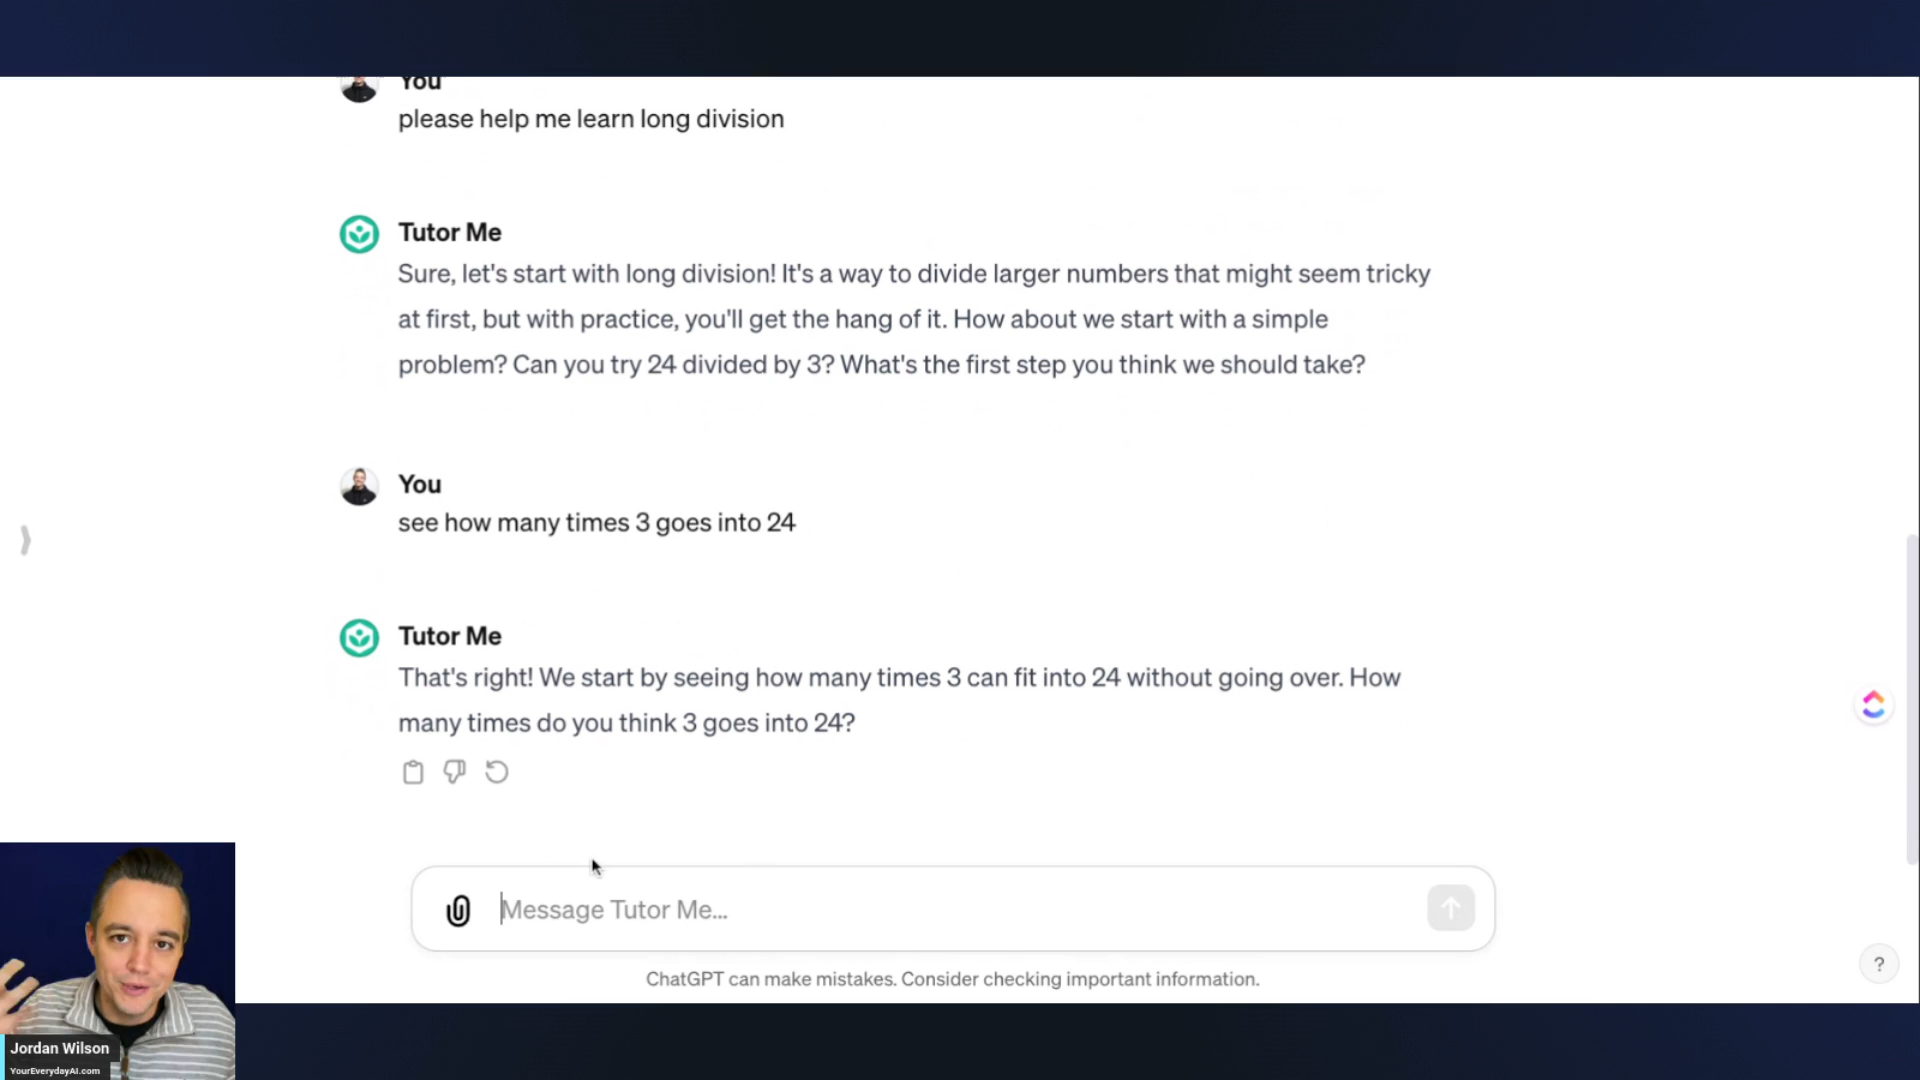 You
please help me learn long division
Tutor Me
Sure, let's start with long division! It's a way to divide larger numbers that might seem tricky
at first, but with practice, you'll get the hang of it. How about we start with a simple
problem? Can you try 24 divided by 3? What's the first step you think we should take?
You
see how many times 3 goes into 24
Tutor Me
That's right! We start by seeing how many times 3 can fit into 24 without going over. How
many times do you think 3 goes into 24?
Message Tutor Me...
ChatGPT can make mistakes. Consider checking important information.
?
Jordan Wilson
YourEverydayAI.com